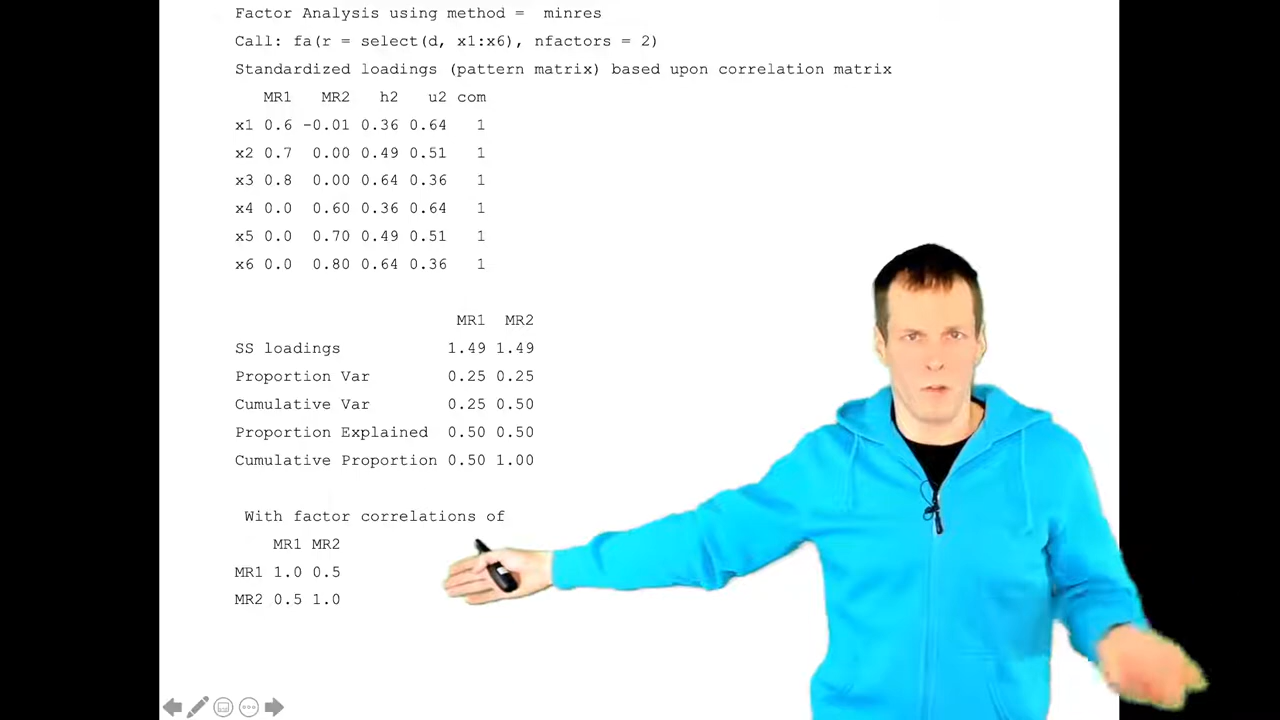 Factor Analysis using method =  minres
Call: fa(r = select(d, x1:x6), nfactors = 2)
Standardized loadings (pattern matrix) based upon correlation matrix
MR1 MR2 h2 u2 com
x1 0.6 -0.01 0.36 0.64 1
x2 0.7 0.00 0.49 0.51 1
x3 0.8 0.00 0.64 0.36 1
x4 0.0 0.60 0.36 0.64 1
x5 0.0 0.70 0.49 0.51 1
x6 0.0 0.80 0.64 0.36 1
MR1 MR2
SS loadings 1.49 1.49
Proportion Var 0.25 0.25
Cumulative Var 0.25 0.50
Proportion Explained 0.50 0.50
Cumulative Proportion 0.50 1.00
With factor correlations of
MR1 MR2
MR1 1.0 0.5
MR2 0.5 1.0